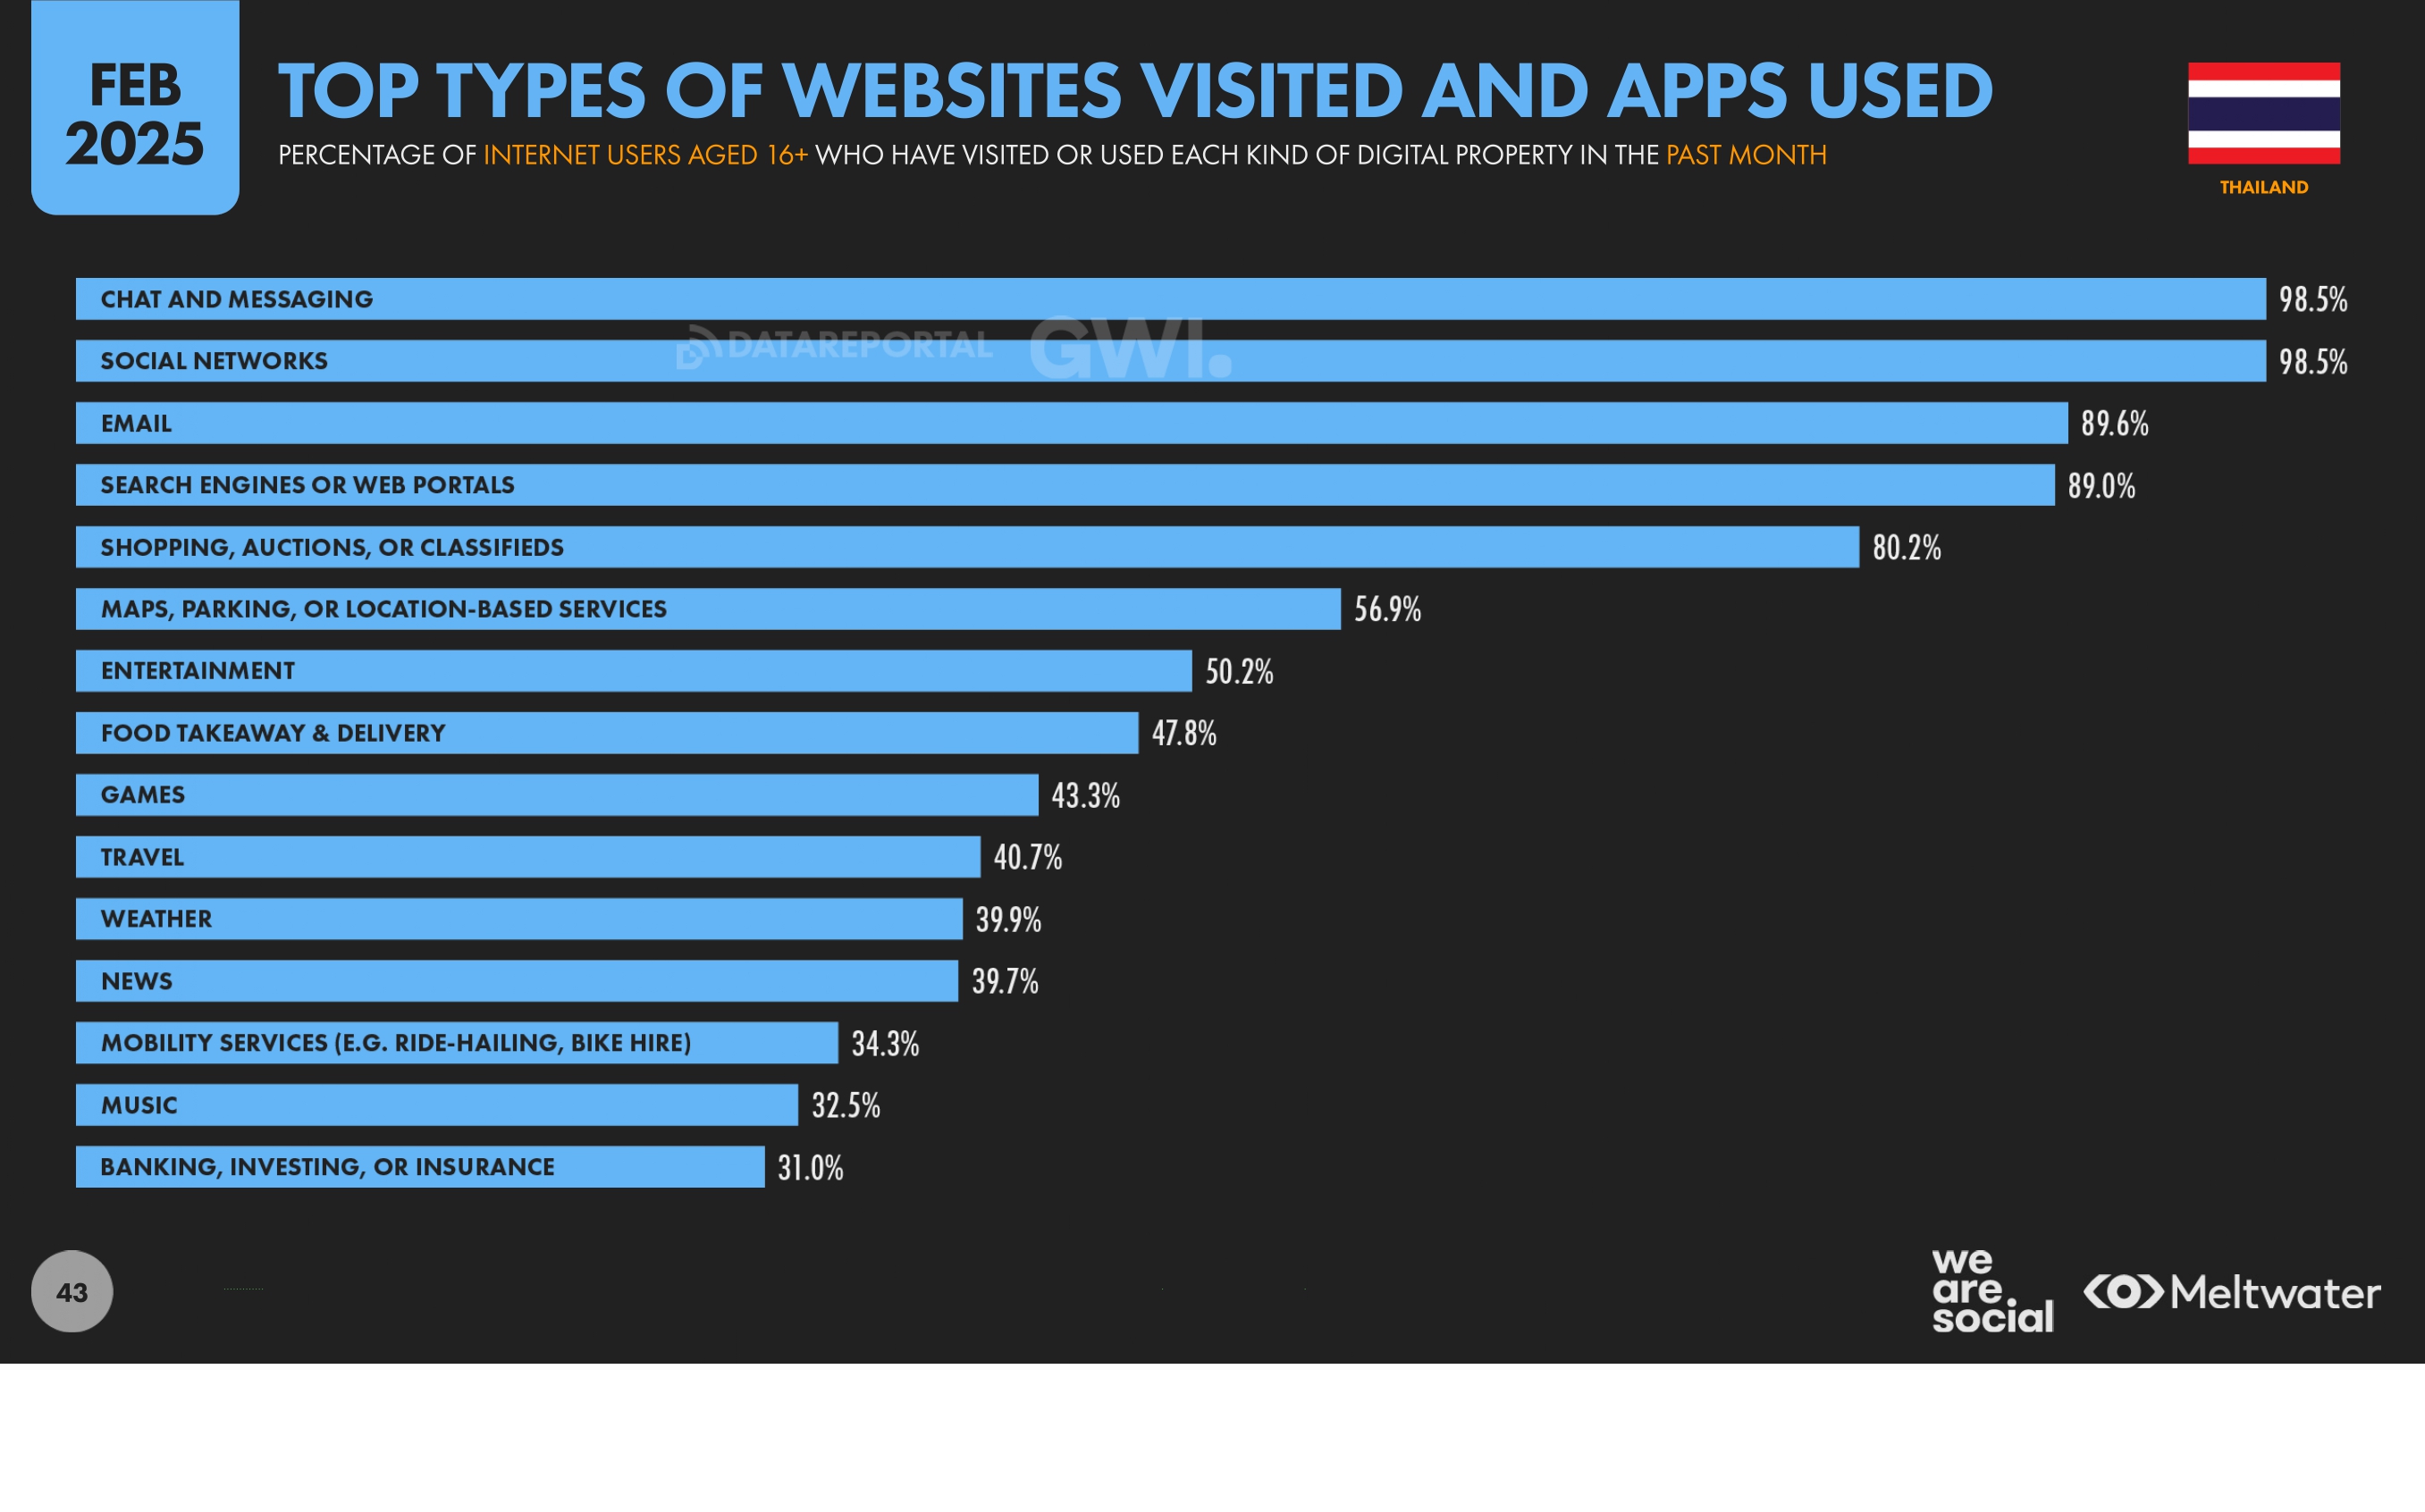 FEB
2025
TOP TYPES OF WEBSITES VISITED AND APPS USED
PERCENTAGE OF INTERNET USERS AGED 16+ WHO HAVE VISITED OR USED EACH KIND OF DIGITAL PROPERTY IN THE PAST MONTH
THAILAND
CHAT AND MESSAGING 98.5%
DATAREPORTAL GWI.
SOCIAL NETWORKS 98.5%
EMAIL 89.6%
SEARCH ENGINES OR WEB PORTALS 89.0%
SHOPPING, AUCTIONS, OR CLASSIFIEDS 80.2%
MAPS, PARKING, OR LOCATION-BASED SERVICES 56.9%
ENTERTAINMENT 50.2%
FOOD TAKEAWAY & DELIVERY 47.8%
GAMES 43.3%
TRAVEL 40.7%
WEATHER 39.9%
NEWS 39.7%
MOBILITY SERVICES (E.G. RIDE-HAILING, BIKE HIRE) 34.3%
MUSIC 32.5%
BANKING, INVESTING, OR INSURANCE 31.0%
43
we
are
social
Meltwater